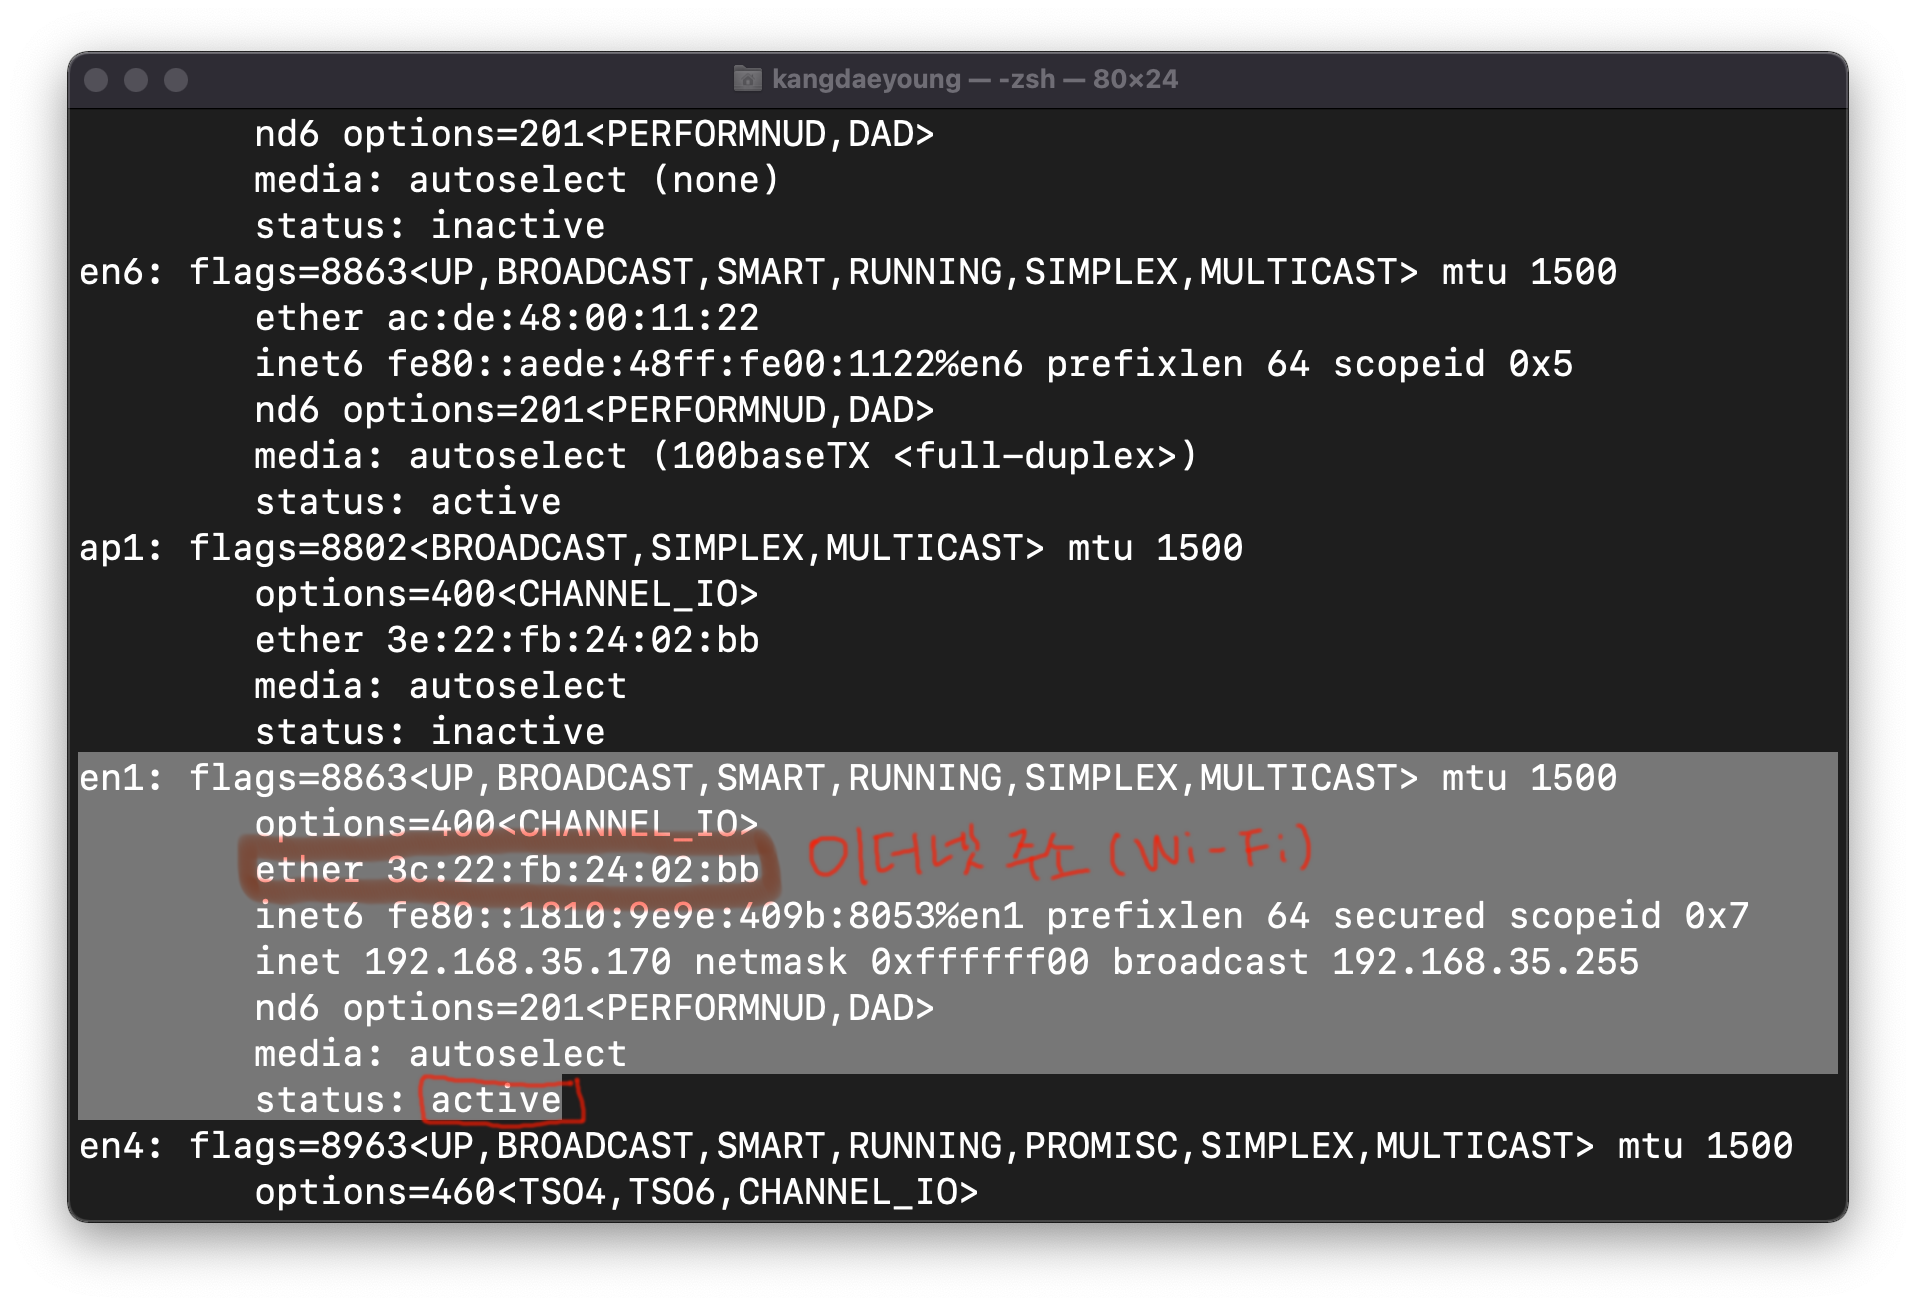 kangdaeyoung — -zsh — 80×24
nd6 options=201<PERFORMNUD,DAD>
media: autoselect (none)
status: inactive
en6: flags=8863<UP,BROADCAST,SMART,RUNNING,SIMPLEX,MULTICAST> mtu 1500
ether ac:de:48:00:11:22
inet6 fe80::aede:48ff:fe00:1122%en6 prefixlen 64 scopeid 0x5
nd6 options=201<PERFORMNUD,DAD>
media: autoselect (100baseTX <full-duplex>)
status: active
ap1: flags=8802<BROADCAST,SIMPLEX,MULTICAST> mtu 1500
options=400<CHANNEL_IO>
ether 3e:22:fb:24:02:bb
media: autoselect
status: inactive
en1: flags=8863<UP,BROADCAST,SMART,RUNNING,SIMPLEX,MULTICAST> mtu 1500
options=400<CHANNEL_IO>
ether 3c:22:fb:24:02:bb 이더넷 주소 (Wi-Fi)
inet6 fe80::1810:9e9e:409b:8053%en1 prefixlen 64 secured scopeid 0x7
inet 192.168.35.170 netmask 0xffffff00 broadcast 192.168.35.255
nd6 options=201<PERFORMNUD,DAD>
media: autoselect
status: active
en4: flags=8963<UP,BROADCAST,SMART,RUNNING,PROMISC,SIMPLEX,MULTICAST> mtu 1500
options=460<TSO4,TSO6,CHANNEL_IO>